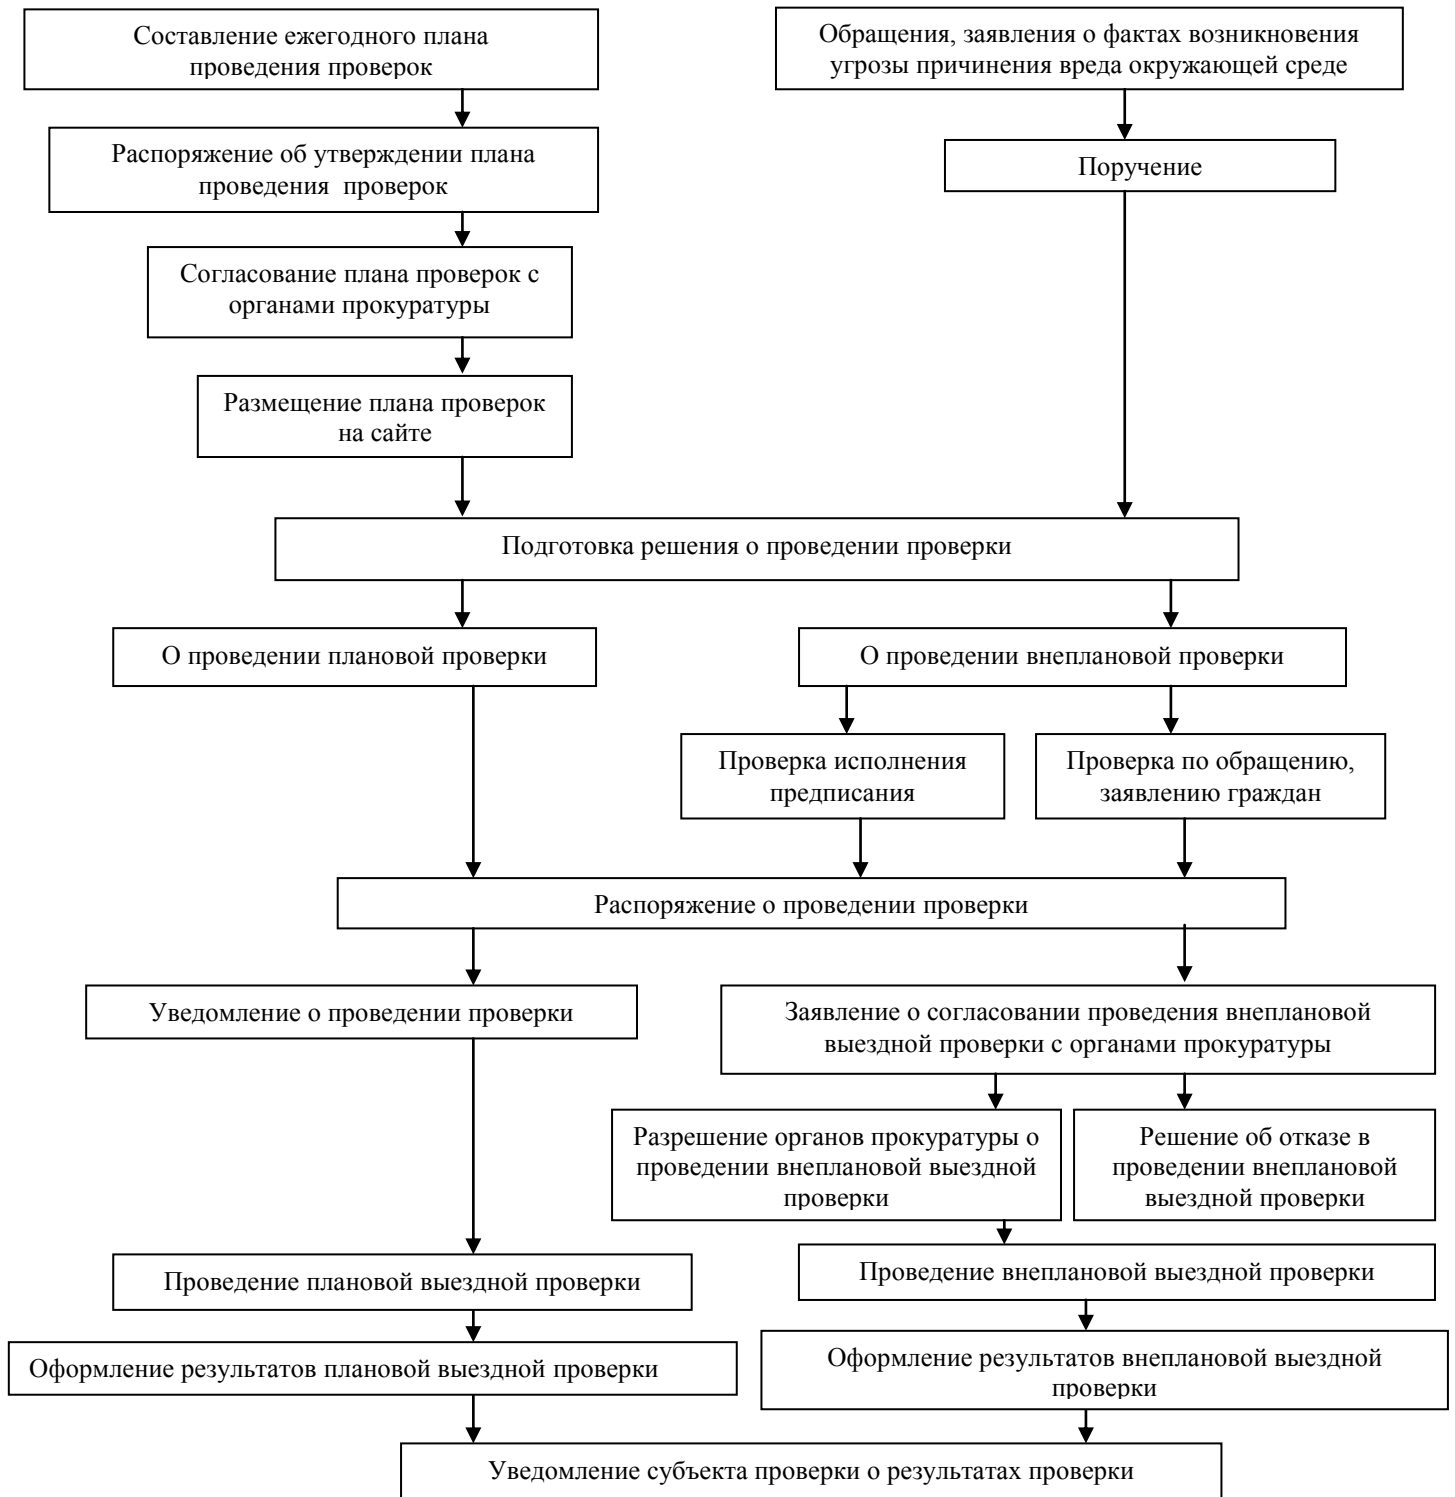 Составление ежегодного плана
проведения проверок
Обращения, заявления о фактах возникновения
угрозы причинения вреда окружающей среде
Распоряжение об утверждении плана
проведения проверок
Поручение
Согласование плана проверок с
органами прокуратуры
Размещение плана проверок
на сайте
Подготовка решения о проведении проверки
О проведении плановой проверки
О проведении внеплановой проверки
Проверка исполнения
предписания
Проверка по обращению,
заявлению граждан
Распоряжение о проведении проверки
Уведомление о проведении проверки
Заявление о согласовании проведения внеплановой
выездной проверки с органами прокуратуры
Разрешение органов прокуратуры о
проведении внеплановой выездной
проверки
Решение об отказе в
проведении внеплановой
выездной проверки
Проведение плановой выездной проверки
Проведение внеплановой выездной проверки
Оформление результатов плановой выездной проверки
Оформление результатов внеплановой выездной
проверки
Уведомление субъекта проверки о результатах проверки